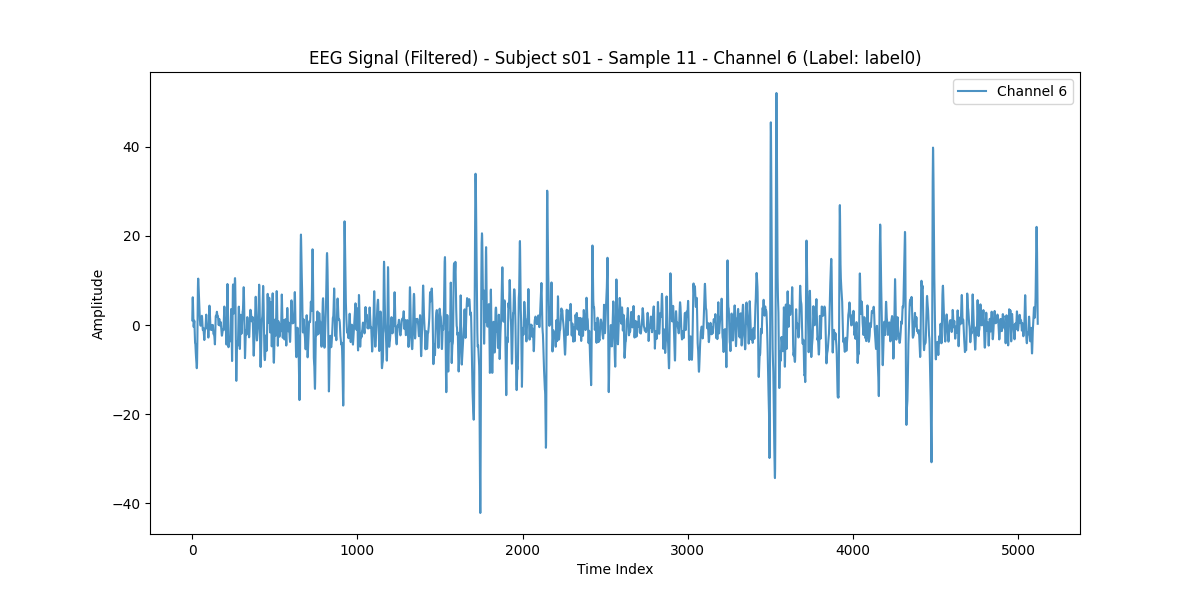 EEG Signal (Filtered) - Subject s01 - Sample 11 - Channel 6 (Label: label0)
Channel 6
Amplitude
40
20
0
−20
−40
0 1000 2000 3000 4000 5000
Time Index